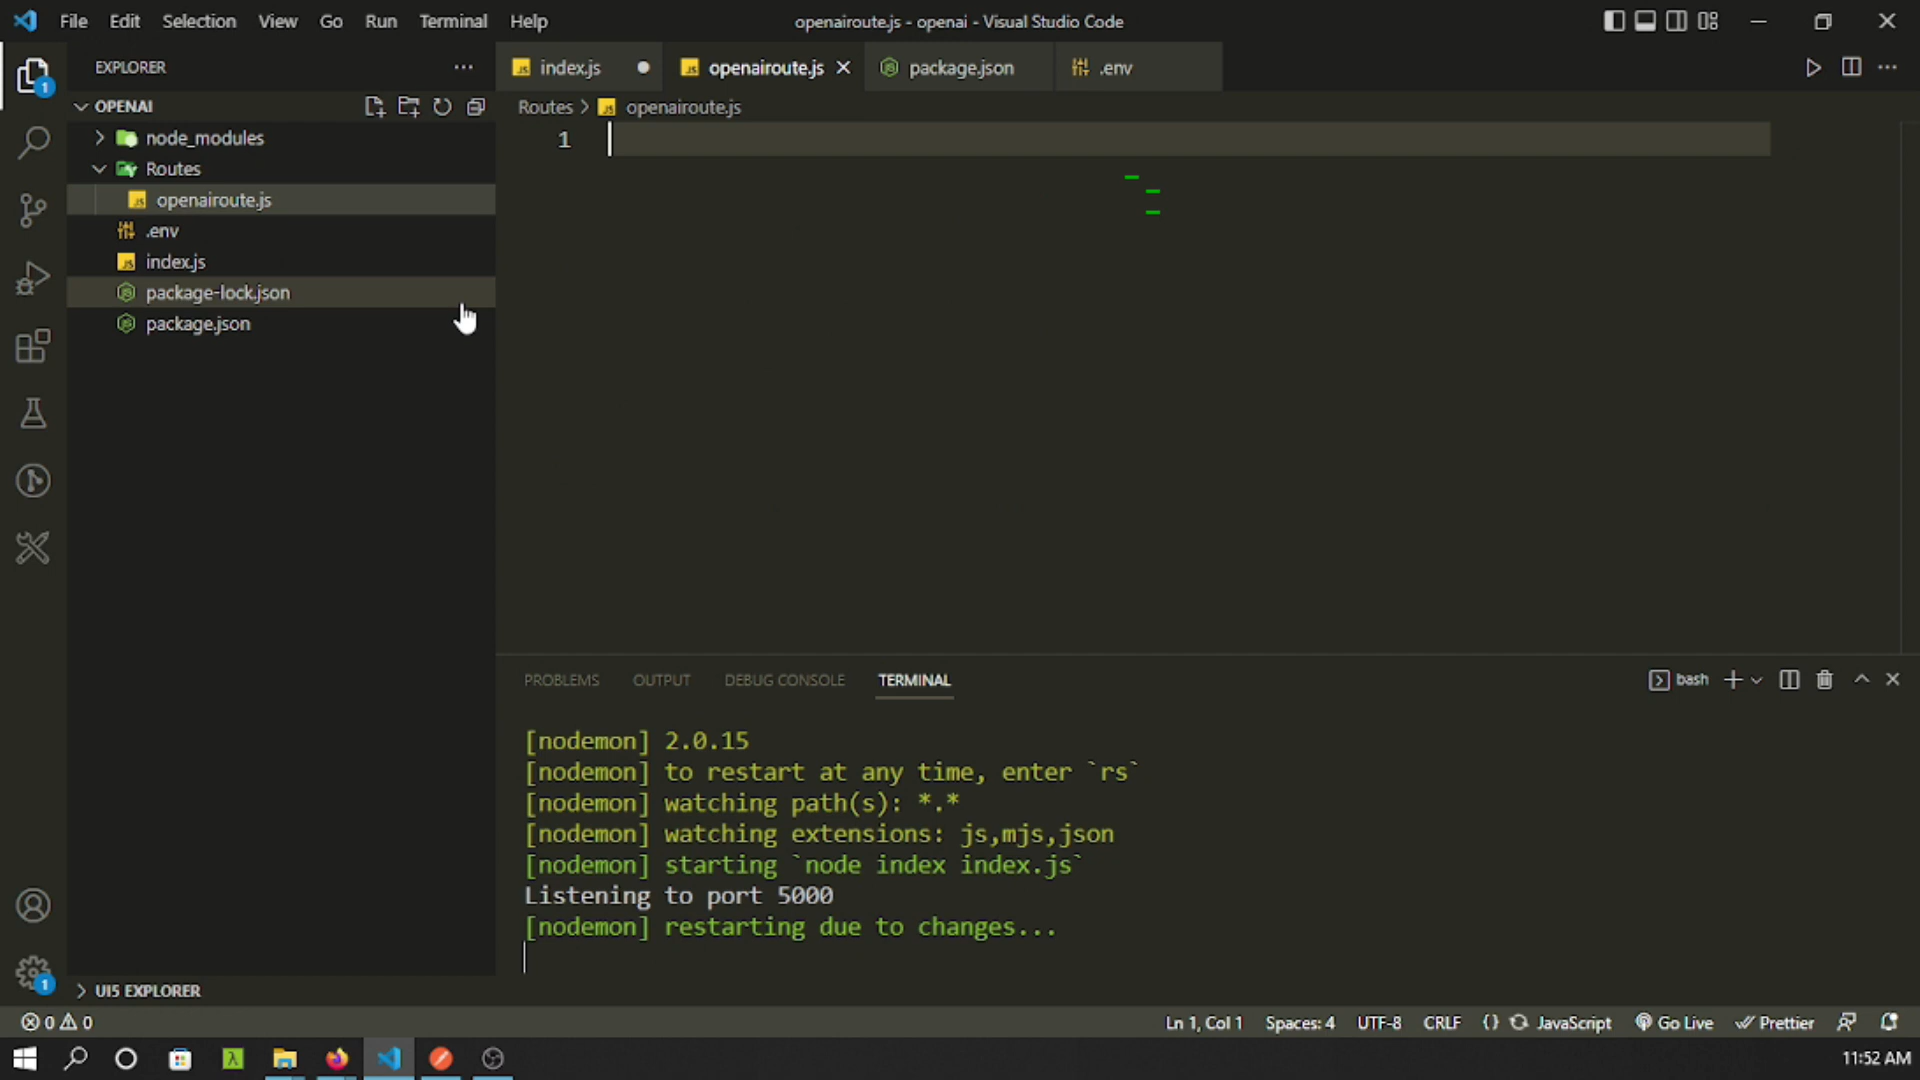 File Edit Selection View Go Run Terminal Help
openairoute.js - openai - Visual Studio Code
EXPLORER
index.js
openairoute.js
package.json
.env
OPENAI
Routes > openairoute.js
node_modules
1
Routes
openairoute.js
.env
index.js
package-lock.json
package.json
1
PROBLEMS OUTPUT DEBUG CONSOLE TERMINAL
bash
[nodemon] 2.0.15
[nodemon] to restart at any time, enter `rs`
[nodemon] watching path(s): *.*
[nodemon] watching extensions: js,mjs,json
[nodemon] starting `node index index.js`
Listening to port 5000
[nodemon] restarting due to changes...
1
UI5 EXPLORER
0 0
Ln 1, Col 1 Spaces: 4 UTF-8 CRLF {} JavaScript Go Live Prettier
11:52 AM